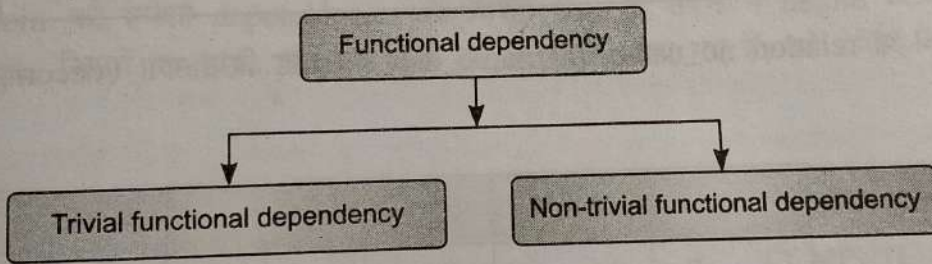 Functional dependency
Trivial functional dependency
Non-trivial functional dependency